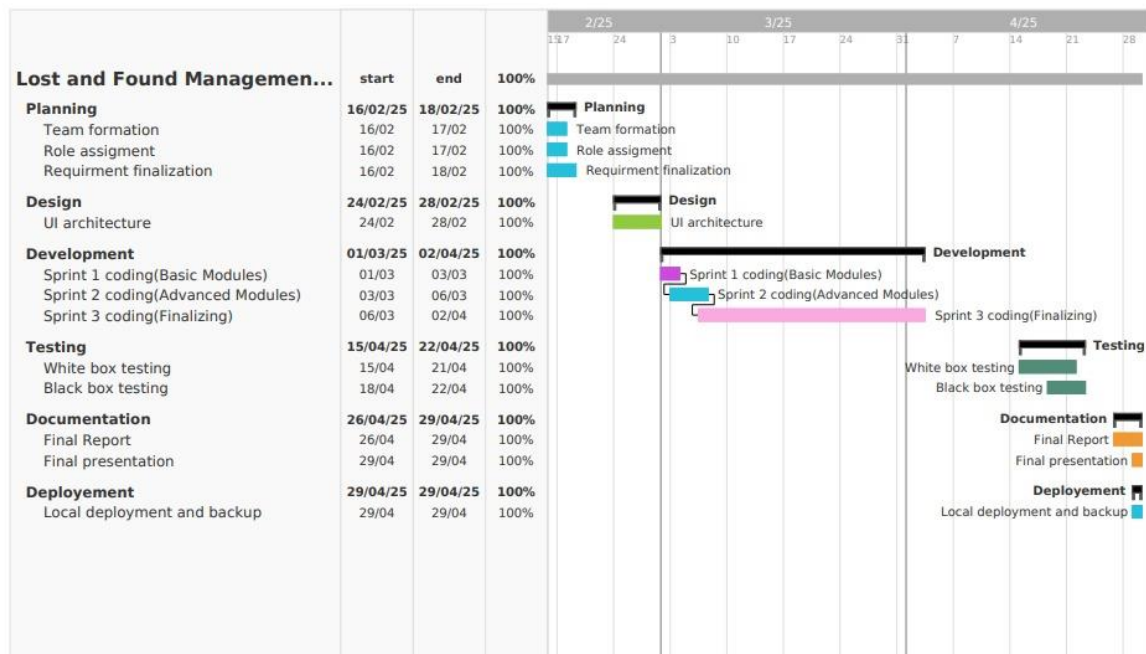 2/25 3/25 4/25
15 17 24 3 10 17 24 31 7 14 21 28
Lost and Found Managemen... start end 100%
Planning 16/02/25 18/02/25 100% Planning
Team formation 16/02 17/02 100% Team formation
Role assigment 16/02 17/02 100% Role assigment
Requirment finalization 16/02 18/02 100% Requirment finalization
Design 24/02/25 28/02/25 100% Design
UI architecture 24/02 28/02 100% UI architecture
Development 01/03/25 02/04/25 100% Development
Sprint 1 coding(Basic Modules) 01/03 03/03 100% Sprint 1 coding(Basic Modules)
Sprint 2 coding(Advanced Modules) 03/03 06/03 100% Sprint 2 coding(Advanced Modules)
Sprint 3 coding(Finalizing) 06/03 02/04 100% Sprint 3 coding(Finalizing)
Testing 15/04/25 22/04/25 100% Testing
White box testing 15/04 21/04 100% White box testing
Black box testing 18/04 22/04 100% Black box testing
Documentation 26/04/25 29/04/25 100% Documentation
Final Report 26/04 29/04 100% Final Report
Final presentation 29/04 29/04 100% Final presentation
Deployement 29/04/25 29/04/25 100% Deployement
Local deployment and backup 29/04 29/04 100% Local deployment and backup